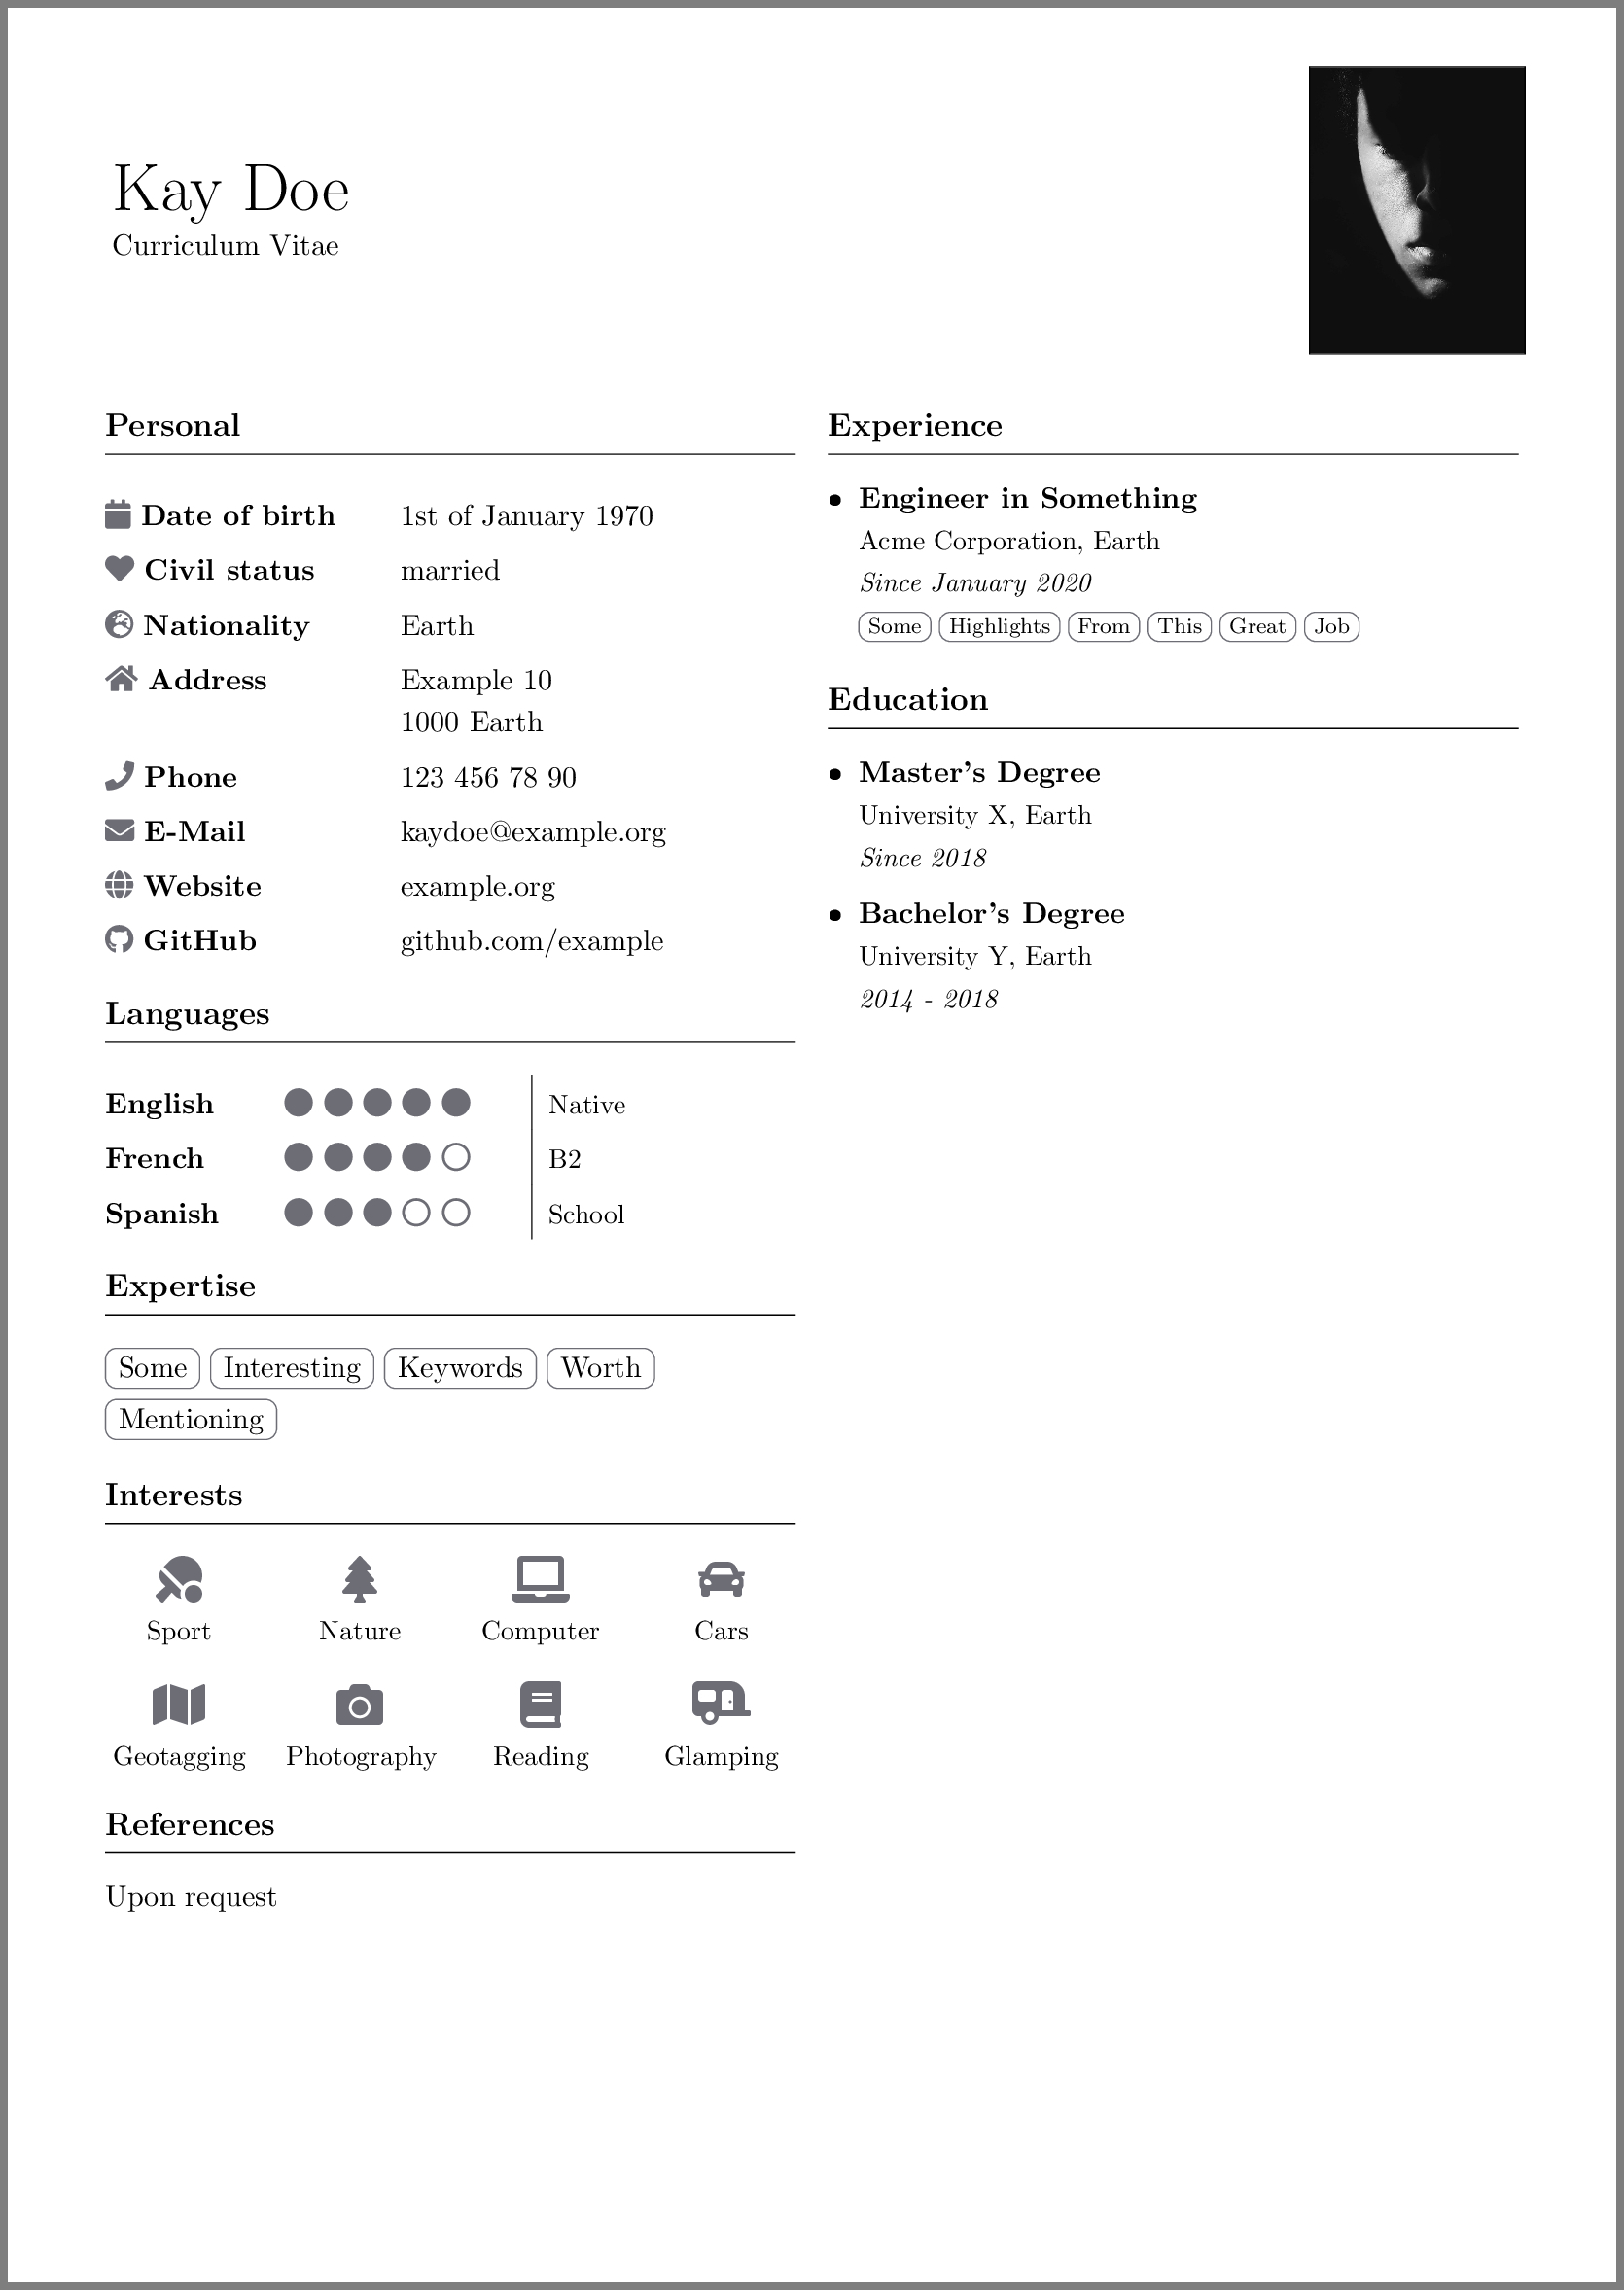 Kay Doe
Curriculum Vitae
Personal
Date of birth 1st of January 1970
Civil status married
Nationality Earth
Address Example 10
1000 Earth
Phone 123 456 78 90
E-Mail kaydoe@example.org
Website example.org
GitHub github.com/example
Languages
English Native
French B2
Spanish School
Expertise
Some Interesting Keywords Worth
Mentioning
Interests
Sport Nature Computer Cars
Geotagging Photography Reading Glamping
References
Upon request
Experience
• Engineer in Something
Acme Corporation, Earth
Since January 2020
Some Highlights From This Great Job
Education
• Master's Degree
University X, Earth
Since 2018
• Bachelor's Degree
University Y, Earth
2014 - 2018